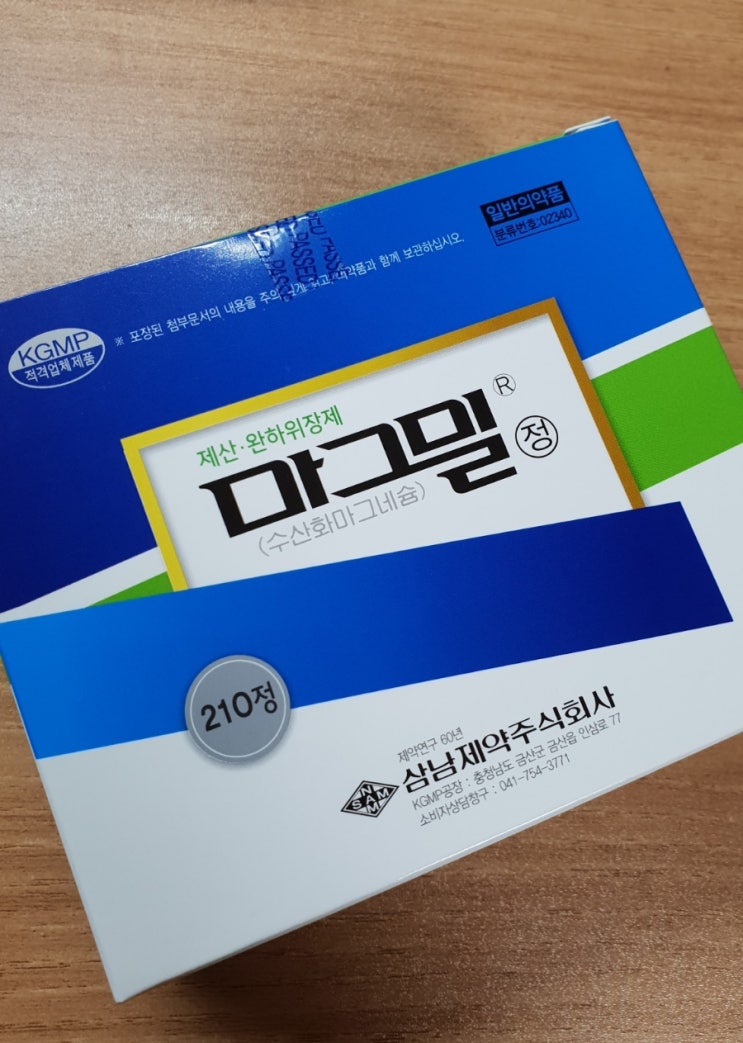 일반의약품
분류번호:02340
PASSED
KGMP
적격업체제품
※ 포장된 첨부문서의 내용을 주의 깊게 읽고, 의약품과 함께 보관하십시오.
제산·완하위장제
마그밀®
정
(수산화마그네슘)
210정
제약연구 60년
삼남제약주식회사
SAM
NAM
KGMP공장 : 충청남도 금산군 금산읍 인삼로 77
소비자상담창구 : 041-754-3771